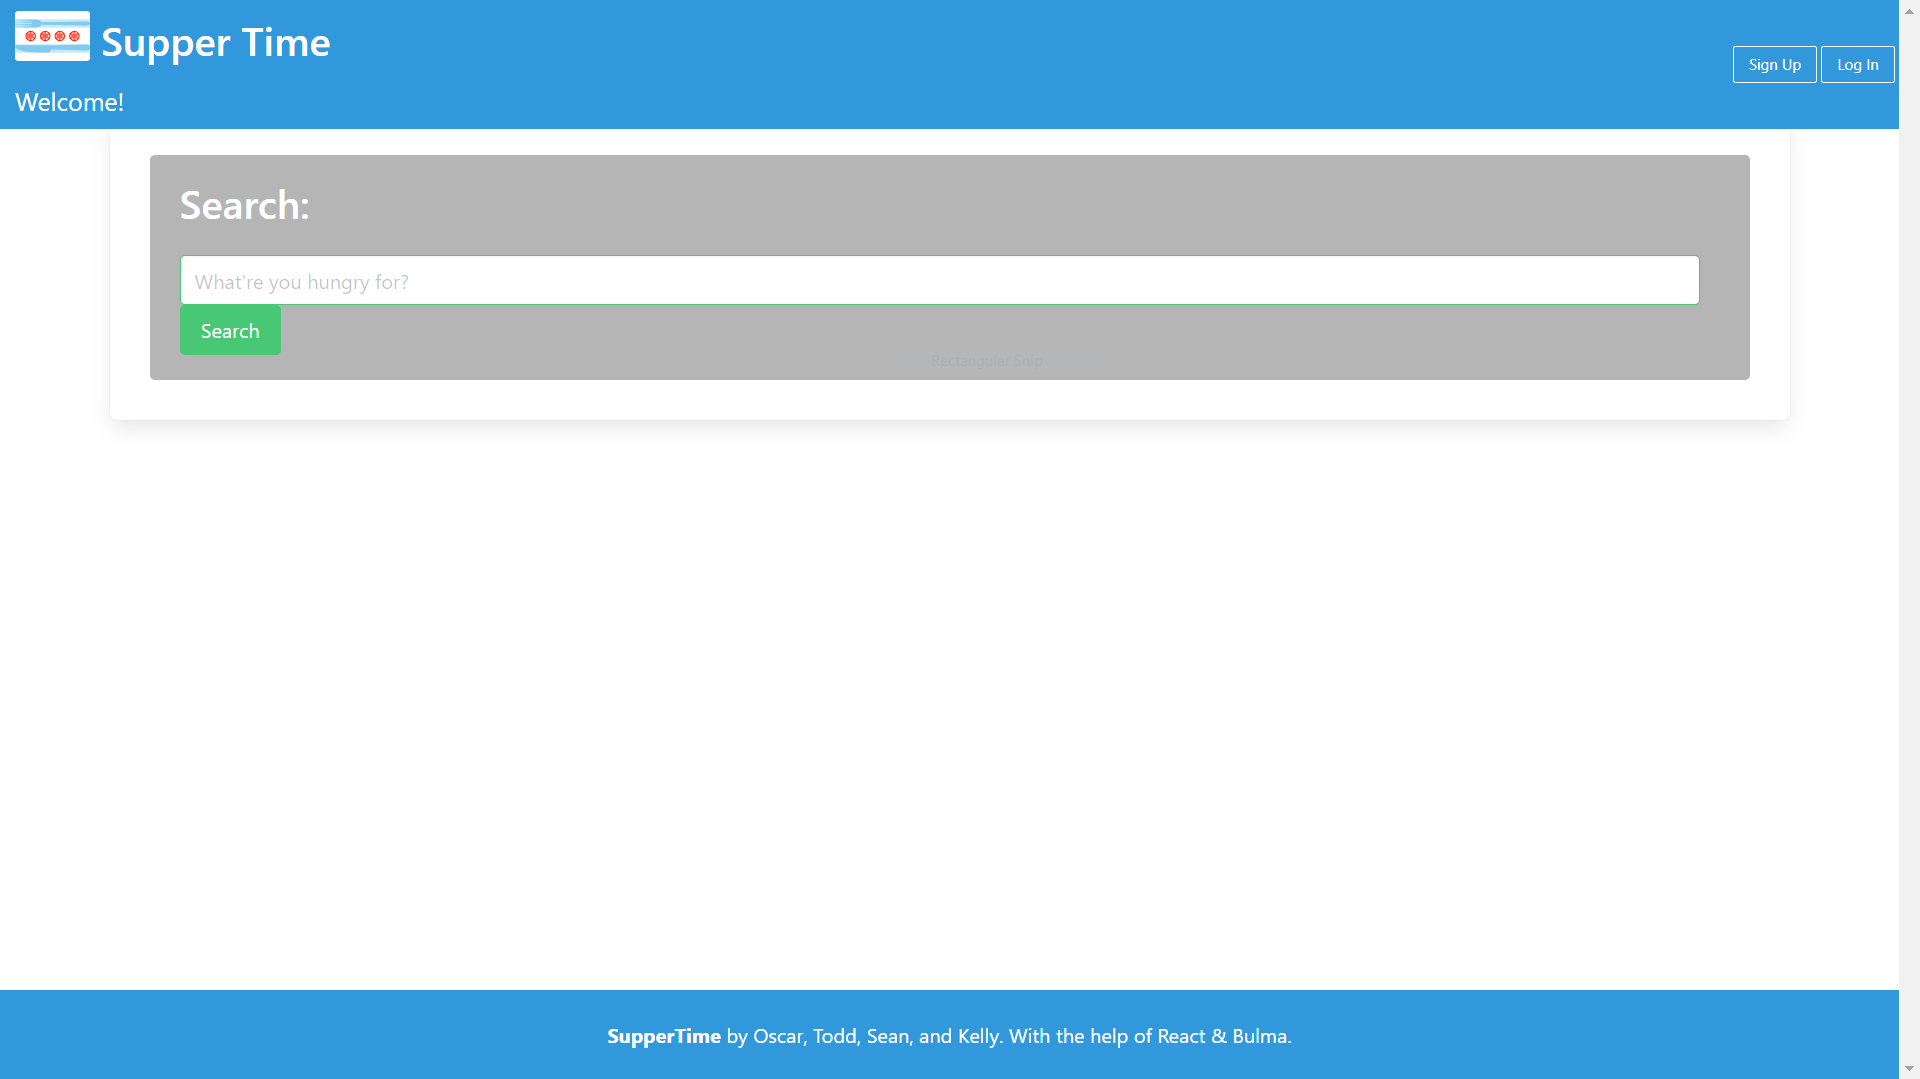 Supper Time
Sign Up
Log In
Welcome!
Search:
What're you hungry for?
Search
Rectangular Snip
SupperTime by Oscar, Todd, Sean, and Kelly. With the help of React & Bulma.